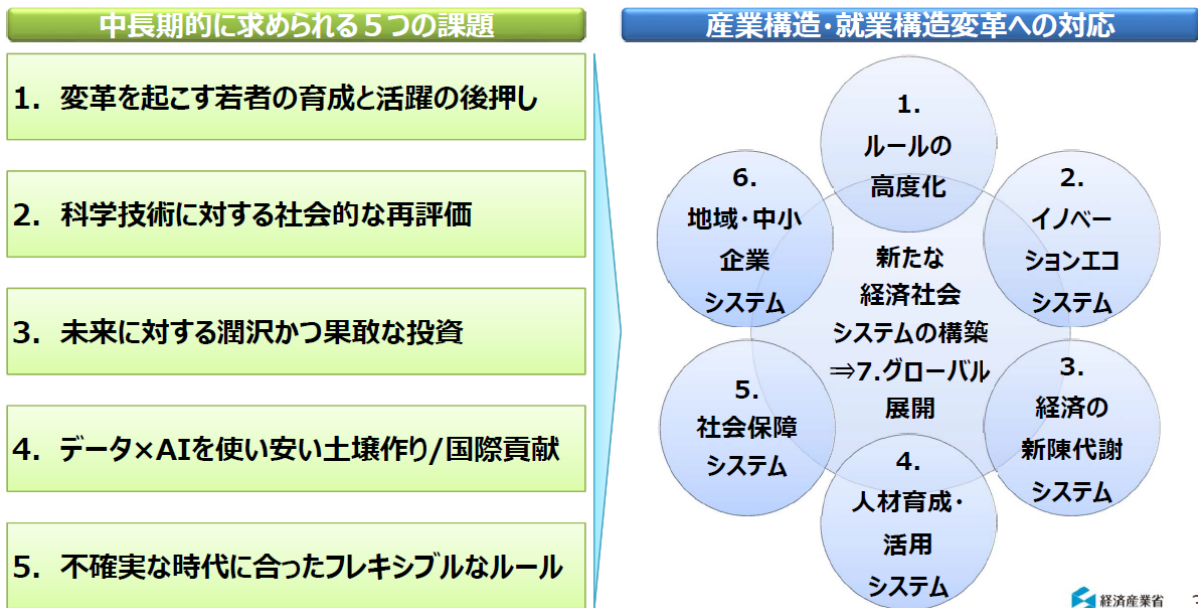 中長期的に求められる５つの課題
1. 変革を起こす若者の育成と活躍の後押し
2. 科学技術に対する社会的な再評価
3. 未来に対する潤沢かつ果敢な投資
4. データ×AIを使い安い土壌作り/国際貢献
5. 不確実な時代に合ったフレキシブルなルール
産業構造･就業構造変革への対応
1.
ルールの
高度化
2.
イノベー
ションエコ
システム
3.
経済の
新陳代謝
システム
4.
人材育成･
活用
システム
5.
社会保障
システム
6.
地域･中小
企業
システム
新たな
経済社会
システムの構築
⇒7.グローバル
展開
経済産業省